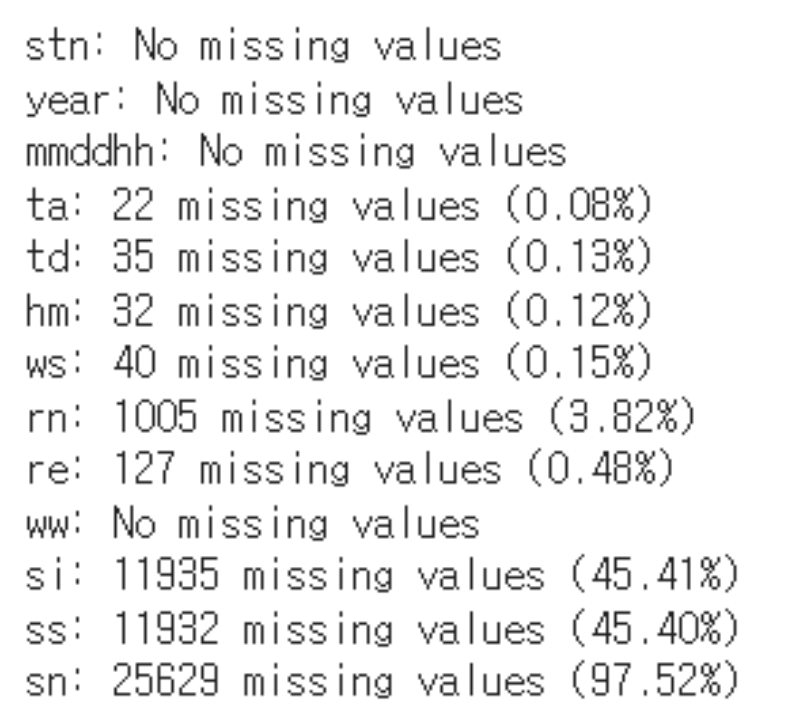 stn: No missing values
year: No missing values
mmddhh: No missing values
ta: 22 missing values (0.08%)
td: 35 missing values (0.13%)
hm: 32 missing values (0.12%)
ws: 40 missing values (0.15%)
rn: 1005 missing values (3.82%)
re: 127 missing values (0.48%)
ww: No missing values
si: 11935 missing values (45.41%)
ss: 11932 missing values (45.40%)
sn: 25629 missing values (97.52%)